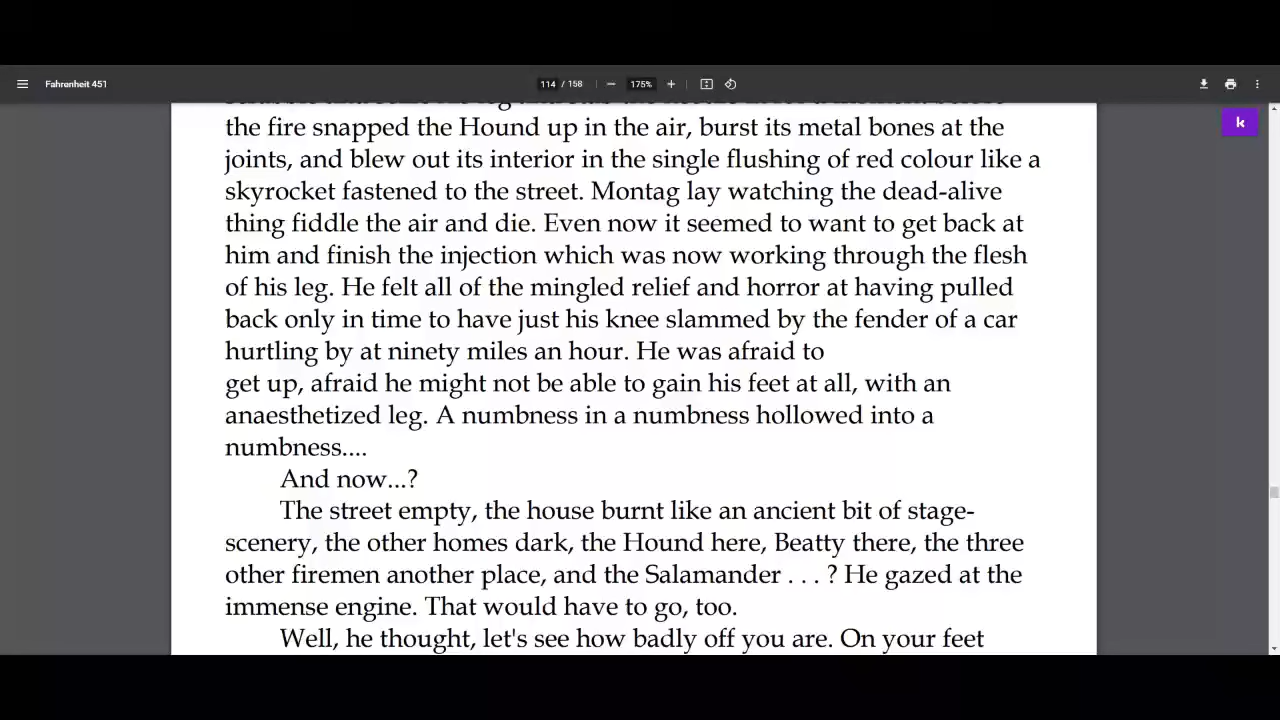 Fahrenheit 451
114 / 158
175%
k
the fire snapped the Hound up in the air, burst its metal bones at the
joints, and blew out its interior in the single flushing of red colour like a
skyrocket fastened to the street. Montag lay watching the dead-alive
thing fiddle the air and die. Even now it seemed to want to get back at
him and finish the injection which was now working through the flesh
of his leg. He felt all of the mingled relief and horror at having pulled
back only in time to have just his knee slammed by the fender of a car
hurtling by at ninety miles an hour. He was afraid to
get up, afraid he might not be able to gain his feet at all, with an
anaesthetized leg. A numbness in a numbness hollowed into a
numbness....
And now...?
The street empty, the house burnt like an ancient bit of stage-
scenery, the other homes dark, the Hound here, Beatty there, the three
other firemen another place, and the Salamander . . . ? He gazed at the
immense engine. That would have to go, too.
Well, he thought, let's see how badly off you are. On your feet